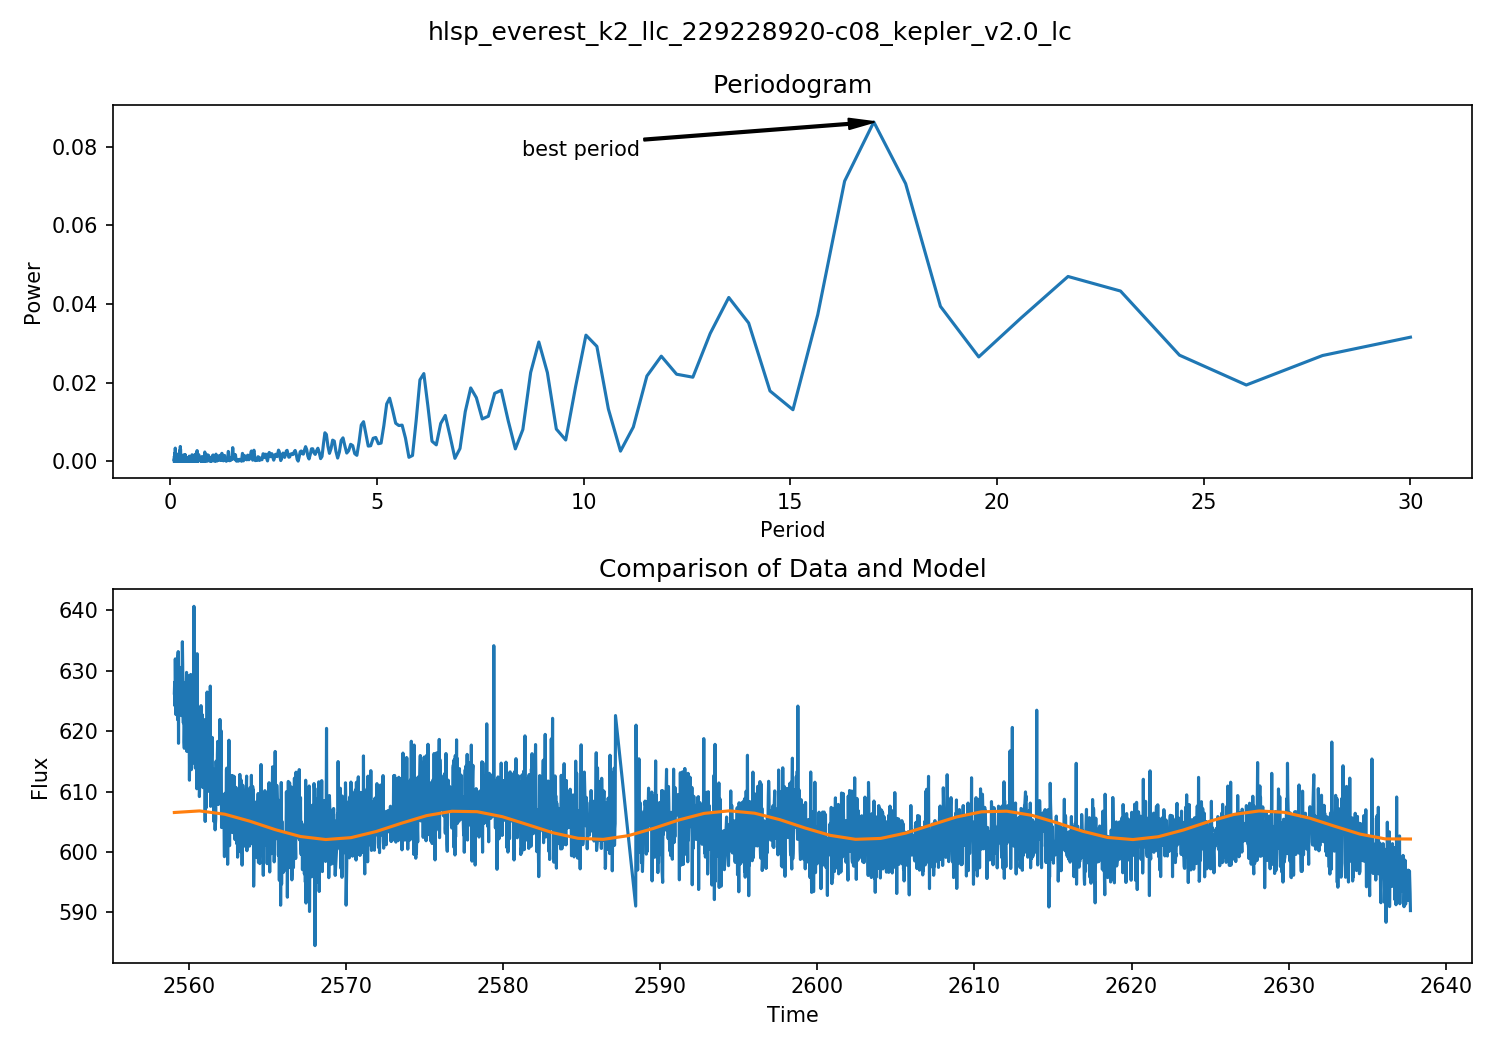 hlsp_everest_k2_llc_229228920-c08_kepler_v2.0_lc
Periodogram
best period
0.08
0.06
0.04
0.02
0.00
Power
0 5 10 15 20 25 30
Period
Comparison of Data and Model
640
630
620
610
600
590
Flux
2560 2570 2580 2590 2600 2610 2620 2630 2640
Time